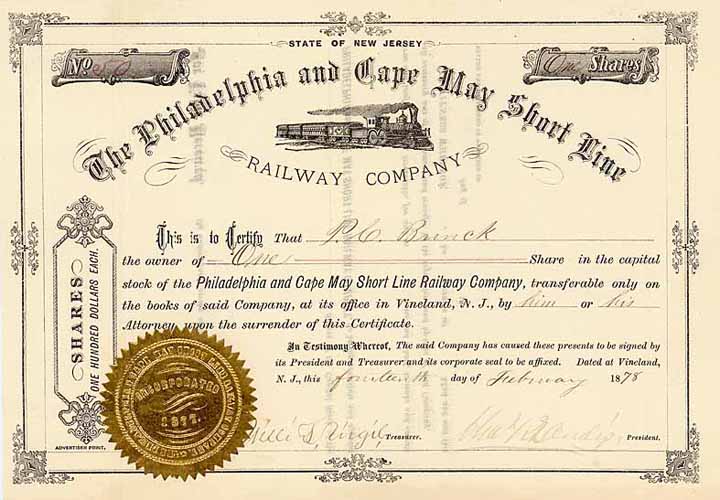 STATE OF NEW JERSEY
No
One Shares
The Philadelphia and Cape May Short Line
RAILWAY COMPANY
This is to Certify That P. C. Brinck
the owner of One Share in the capital
stock of the Philadelphia and Cape May Short Line Railway Company, transferable only on
the books of said Company, at its office in Vineland, N. J., by him or his
Attorney upon the surrender of this Certificate.
SHARES
ONE HUNDRED DOLLARS EACH.
In Testimony Whereof, The said Company has caused these presents to be signed by
its President and Treasurer and its corporate seal to be affixed. Dated at Vineland,
N. J., this fourteenth day of February 1878
INCORPORATED
1877.
Treasurer.
President.
ADVERTISER PRINT,